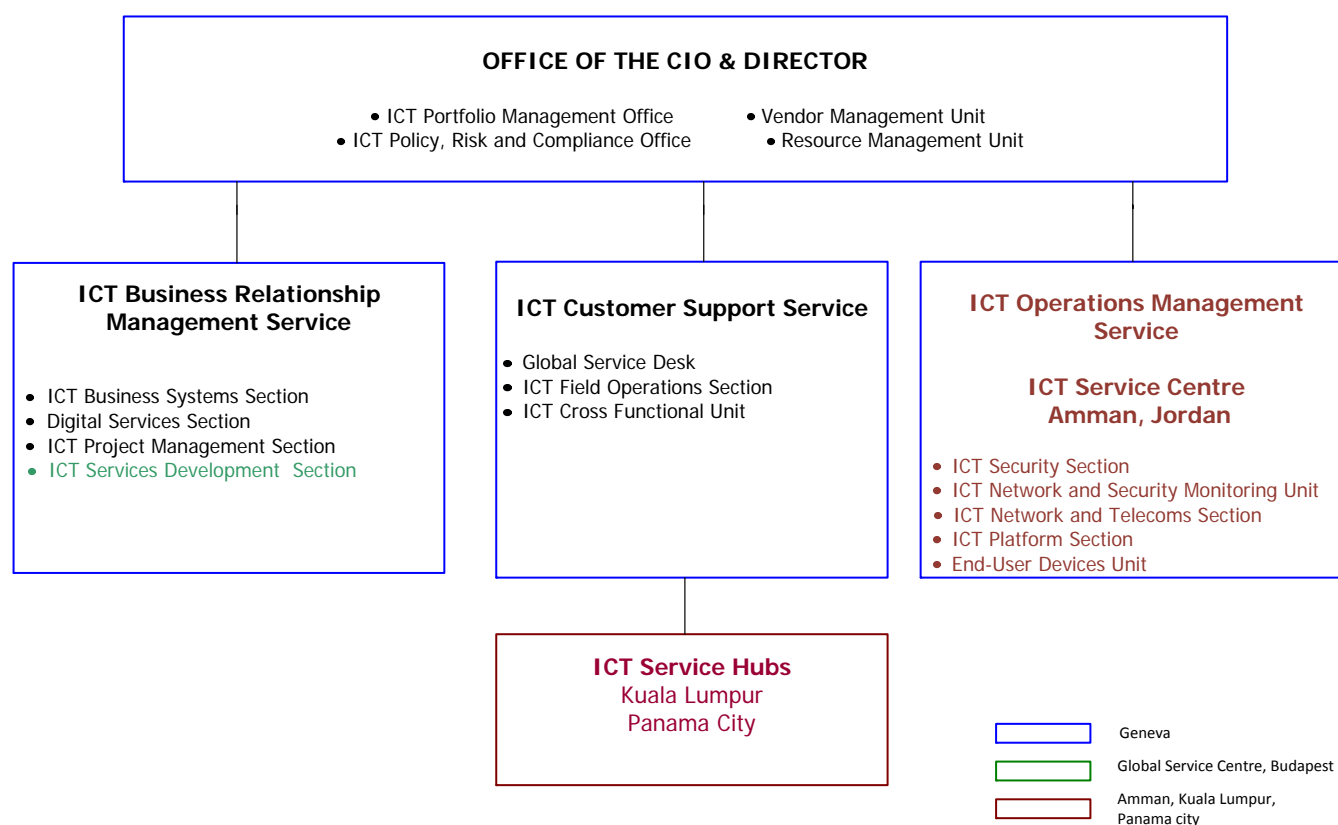 OFFICE OF THE CIO & DIRECTOR
• ICT Portfolio Management Office • Vendor Management Unit
• ICT Policy, Risk and Compliance Office • Resource Management Unit
ICT Business Relationship
Management Service
• ICT Business Systems Section
• Digital Services Section
• ICT Project Management Section
• ICT Services Development Section
ICT Customer Support Service
• Global Service Desk
• ICT Field Operations Section
• ICT Cross Functional Unit
ICT Operations Management
Service
ICT Service Centre
Amman, Jordan
• ICT Security Section
• ICT Network and Security Monitoring Unit
• ICT Network and Telecoms Section
• ICT Platform Section
• End-User Devices Unit
ICT Service Hubs
Kuala Lumpur
Panama City
Geneva
Global Service Centre, Budapest
Amman, Kuala Lumpur,
Panama city